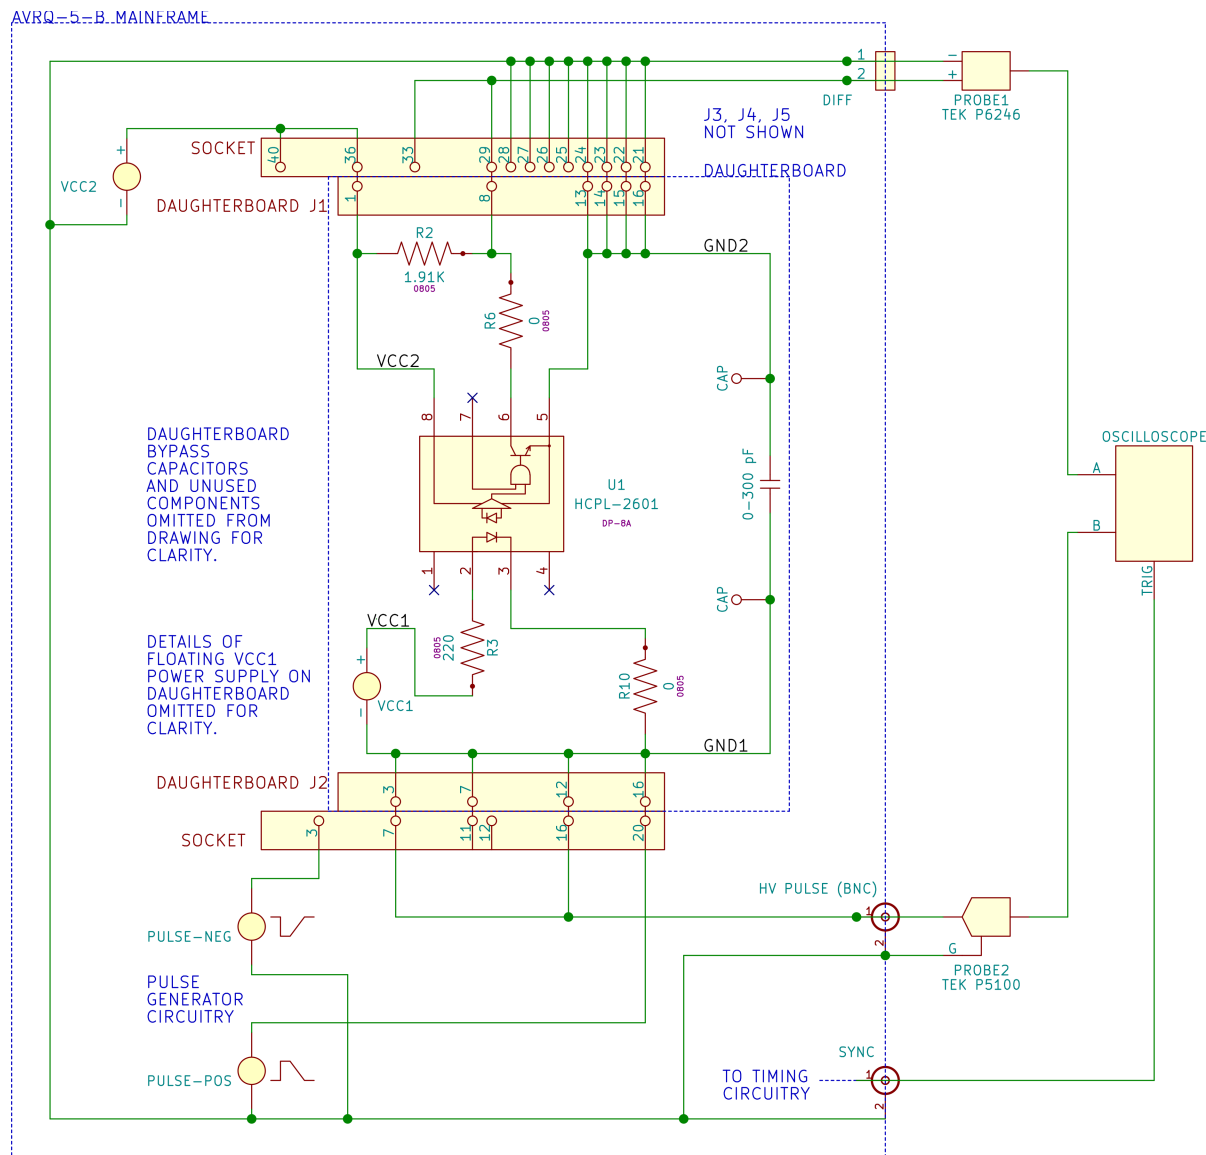 AVRQ-5-B MAINFRAME
1
2
DIFF
-
+
PROBE1
TEK P6246
J3, J4, J5
NOT SHOWN
SOCKET
40
36
33
29
28
27
26
25
24
23
22
21
DAUGHTERBOARD
+
VCC2
-
DAUGHTERBOARD J1
1
8
13
14
15
16
R2
1.91K
0805
GND2
R6
0
0805
VCC2
CAP
8
7
6
5
DAUGHTERBOARD
BYPASS
CAPACITORS
AND UNUSED
COMPONENTS
OMITTED FROM
DRAWING FOR
CLARITY.
U1
HCPL-2601
DP-8A
0-300 pF
OSCILLOSCOPE
A
B
TRIG
1
2
3
4
CAP
VCC1
DETAILS OF
FLOATING VCC1
POWER SUPPLY ON
DAUGHTERBOARD
OMITTED FOR
CLARITY.
+
-
VCC1
0805
220
R3
R10
0
0805
GND1
DAUGHTERBOARD J2
3
7
12
16
SOCKET
3
7
11
12
16
20
HV PULSE (BNC)
1
2
G
PROBE2
TEK P5100
PULSE-NEG
PULSE
GENERATOR
CIRCUITRY
PULSE-POS
SYNC
TO TIMING
CIRCUITRY
1
2